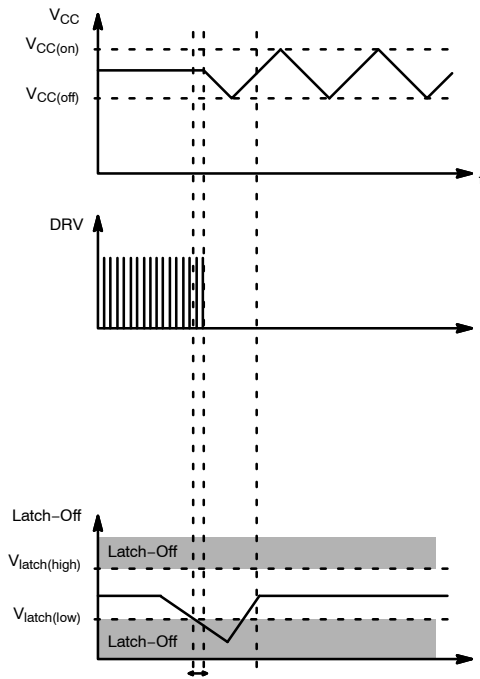 VCC
VCC(on)
VCC(off)
DRV
Latch−Off
Latch−Off
Vlatch(high)
Vlatch(low)
Latch−Off